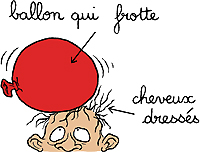 ballon qui frotte
cheveux
dressés